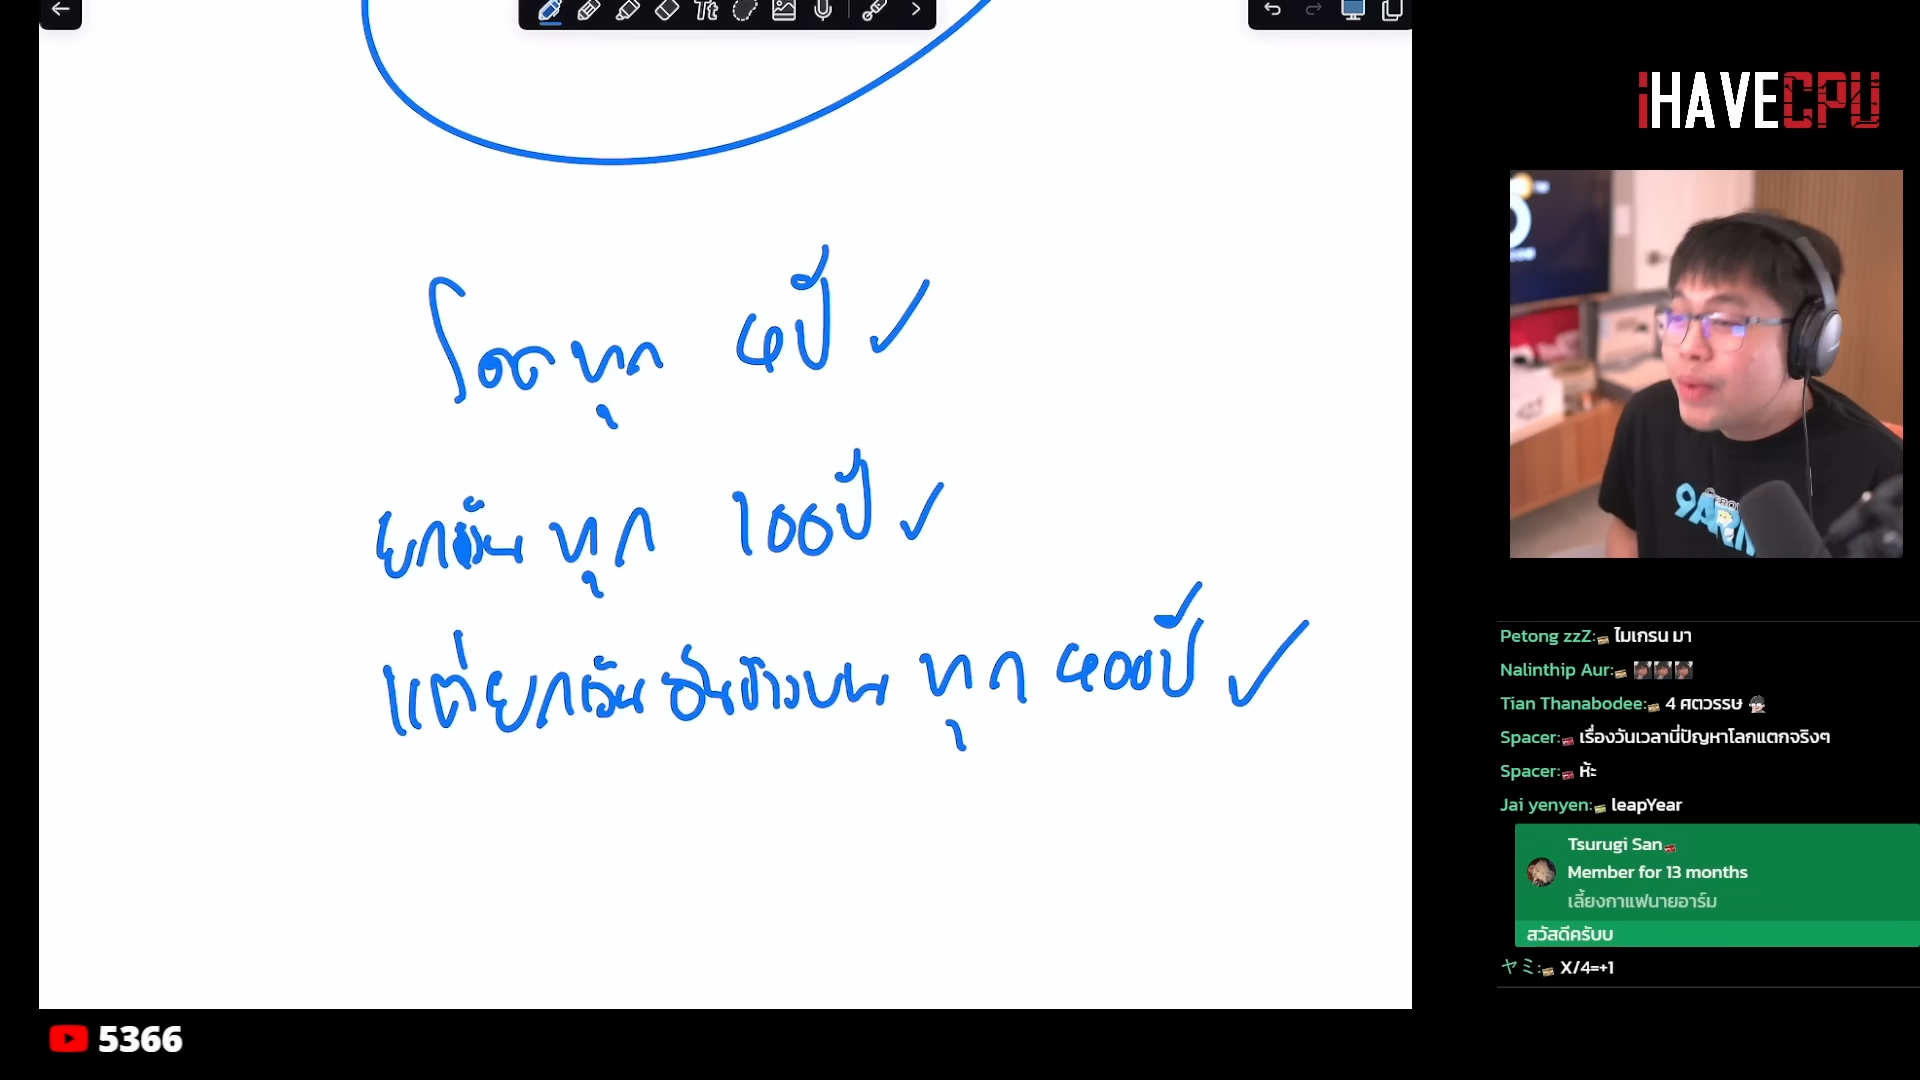 Tt
iHAVECPU
โดดทุก 4ปี ✓
ยกเว้น ทุก 100ปี ✓
แต่ยกเว้น อันข้างบน ทุก 400ปี ✓
Petong zzZ: ไมเกรน มา
Nalinthip Aur:
Tian Thanabodee: 4 ศตวรรษ
Spacer: เรื่องวันเวลานี่ปัญหาโลกแตกจริงๆ
Spacer: ห้ะ
Jai yenyen: leapYear
Tsurugi San
Member for 13 months
เลี้ยงกาแฟนายอาร์ม
สวัสดีครับบ
ヤミ: X/4=+1
5366